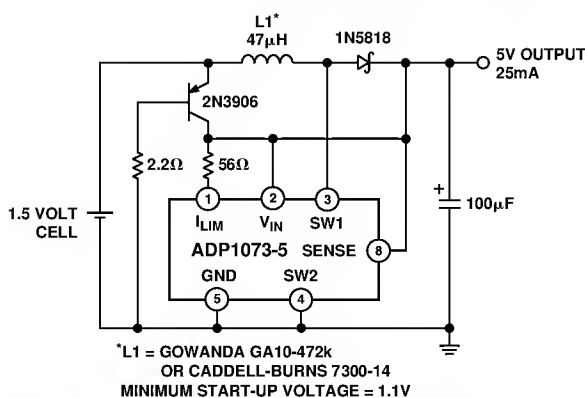 L1*
47µH
1N5818
5V OUTPUT
25mA
2N3906
2.2Ω
56Ω
1
2
3
ILIM
VIN
SW1
1.5 VOLT
CELL
ADP1073-5
SENSE
8
+
100µF
GND
SW2
5
4
*L1 = GOWANDA GA10-472k
OR CADDELL-BURNS 7300-14
MINIMUM START-UP VOLTAGE = 1.1V